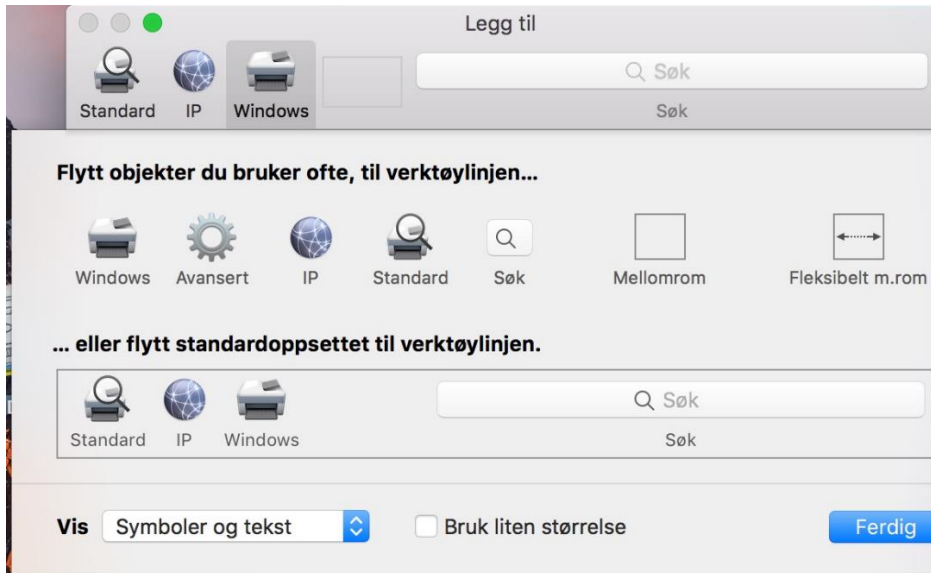 Legg til
Søk
Standard IP Windows Søk
Flytt objekter du bruker ofte, til verktøylinjen...
Windows Avansert IP Standard Søk Mellomrom Fleksibelt m.rom
... eller flytt standardoppsettet til verktøylinjen.
Søk
Standard IP Windows Søk
Vis Symboler og tekst Bruk liten størrelse Ferdig